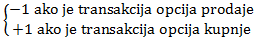 −1 ako je transakcija opcija prodaje
+1 ako je transakcija opcija kupnje